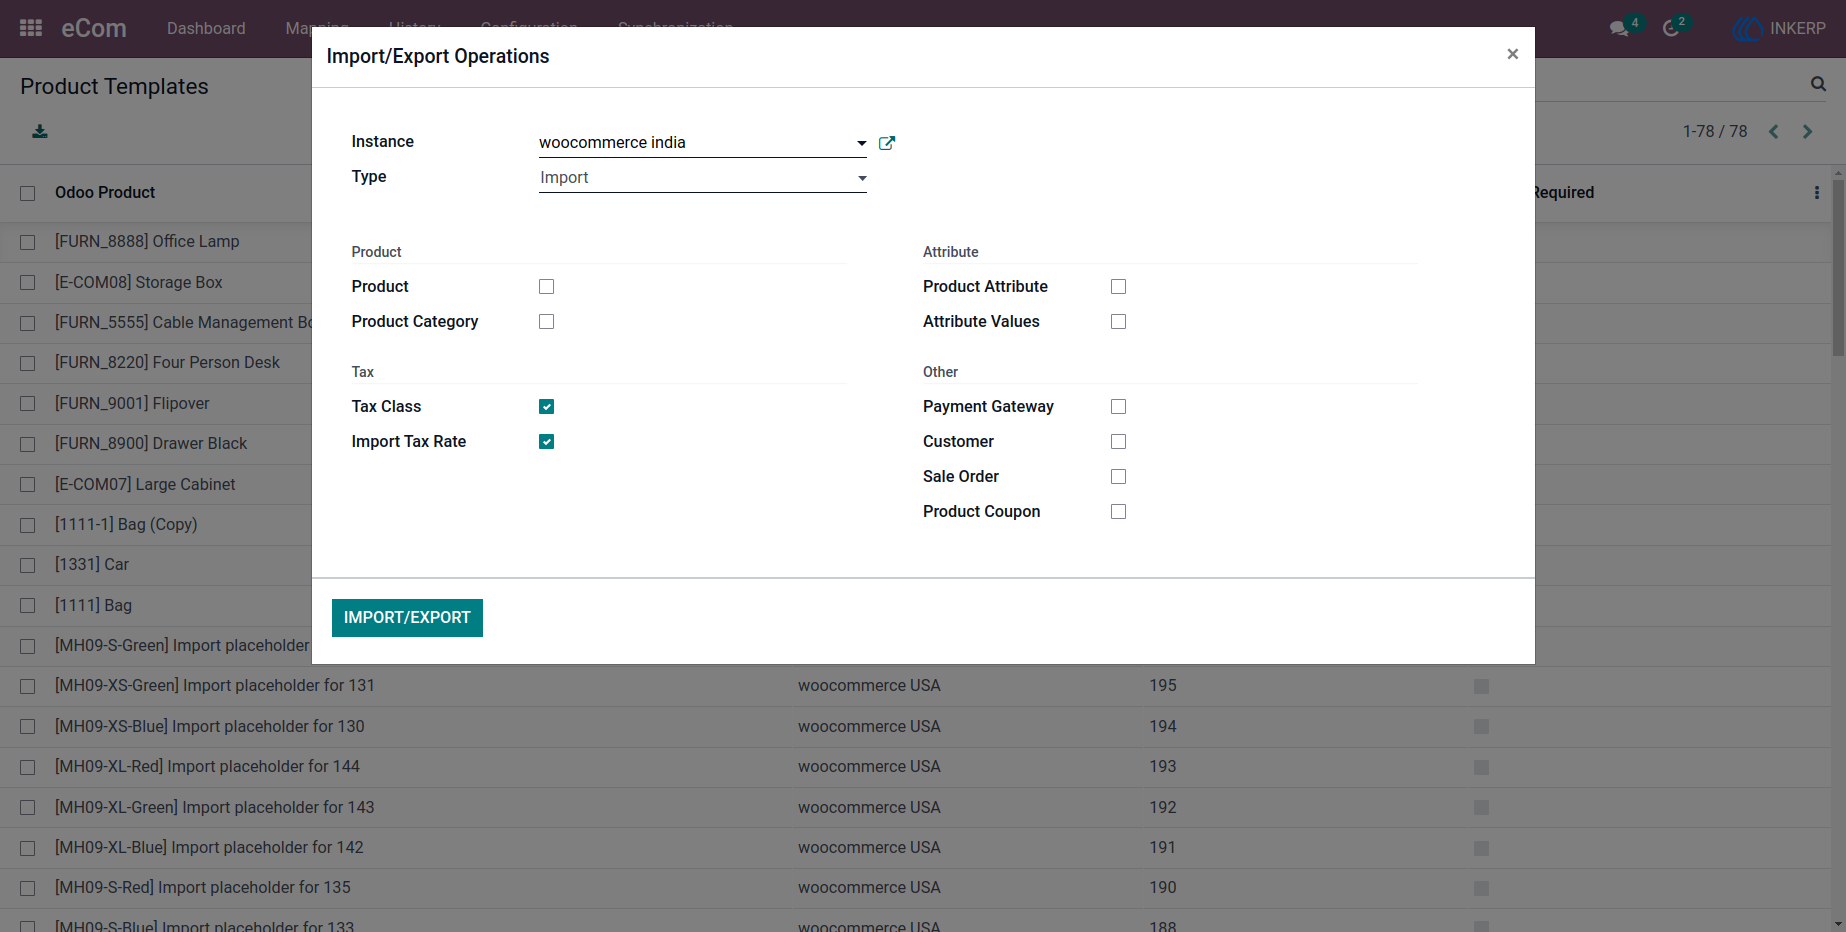 eCom Dashboard Mapping History Configuration Synchronization 4 2 INKERP
Import/Export Operations ×
Product Templates
Instance woocommerce india
1-78 / 78
Type Import
Odoo Product Required
[FURN_8888] Office Lamp
Product Attribute
[E-COM08] Storage Box
Product Product Attribute
[FURN_5555] Cable Management Bo
Product Category Attribute Values
[FURN_8220] Four Person Desk
Tax Other
[FURN_9001] Flipover
Tax Class Payment Gateway
[FURN_8900] Drawer Black
Import Tax Rate Customer
[E-COM07] Large Cabinet
Sale Order
[1111-1] Bag (Copy)
Product Coupon
[1331] Car
[1111] Bag
IMPORT/EXPORT
[MH09-S-Green] Import placeholder
[MH09-XS-Green] Import placeholder for 131 woocommerce USA 195
[MH09-XS-Blue] Import placeholder for 130 woocommerce USA 194
[MH09-XL-Red] Import placeholder for 144 woocommerce USA 193
[MH09-XL-Green] Import placeholder for 143 woocommerce USA 192
[MH09-XL-Blue] Import placeholder for 142 woocommerce USA 191
[MH09-S-Red] Import placeholder for 135 woocommerce USA 190
[MH09-S-Blue] Import placeholder for 133 woocommerce USA 188